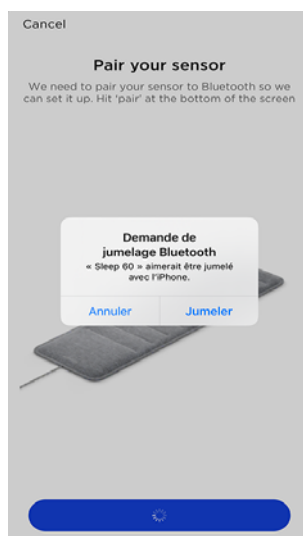 Cancel
Pair your sensor
We need to pair your sensor to Bluetooth so we
can set it up. Hit 'pair' at the bottom of the screen
Demande de
jumelage Bluetooth
« Sleep 60 » aimerait être jumelé
avec l'iPhone.
Annuler Jumeler